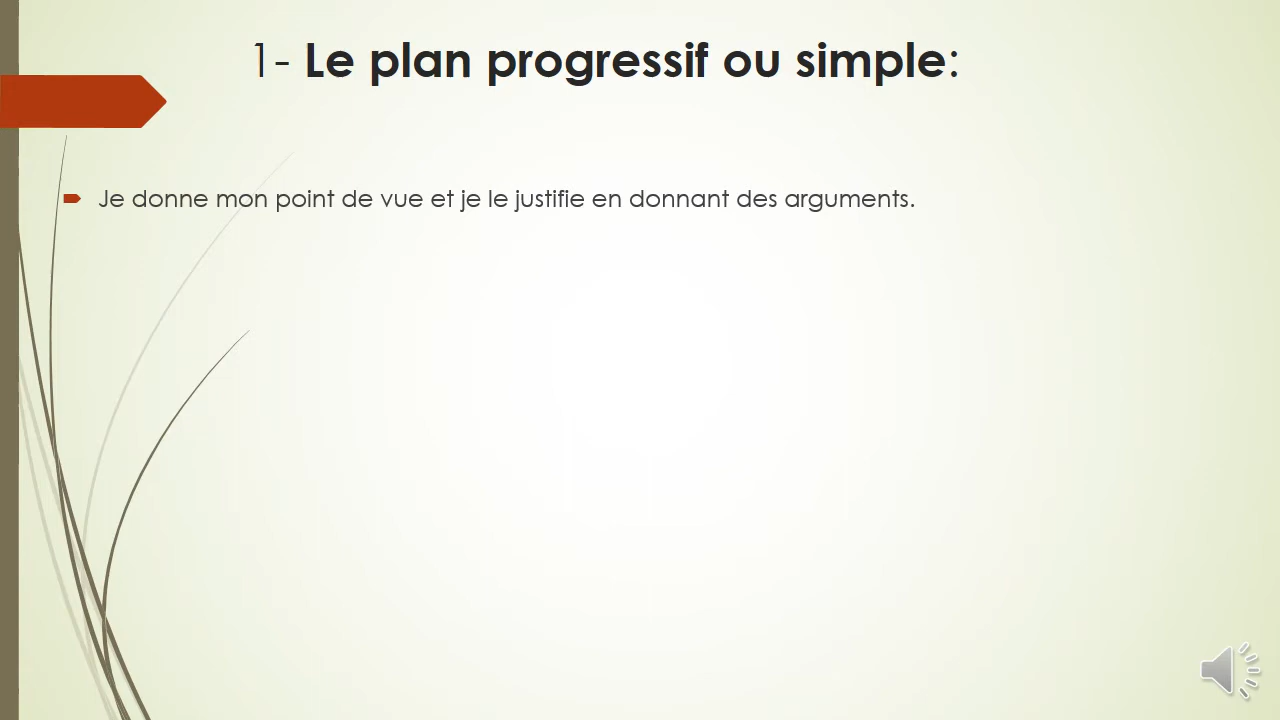 1- Le plan progressif ou simple:
Je donne mon point de vue et je le justifie en donnant des arguments.